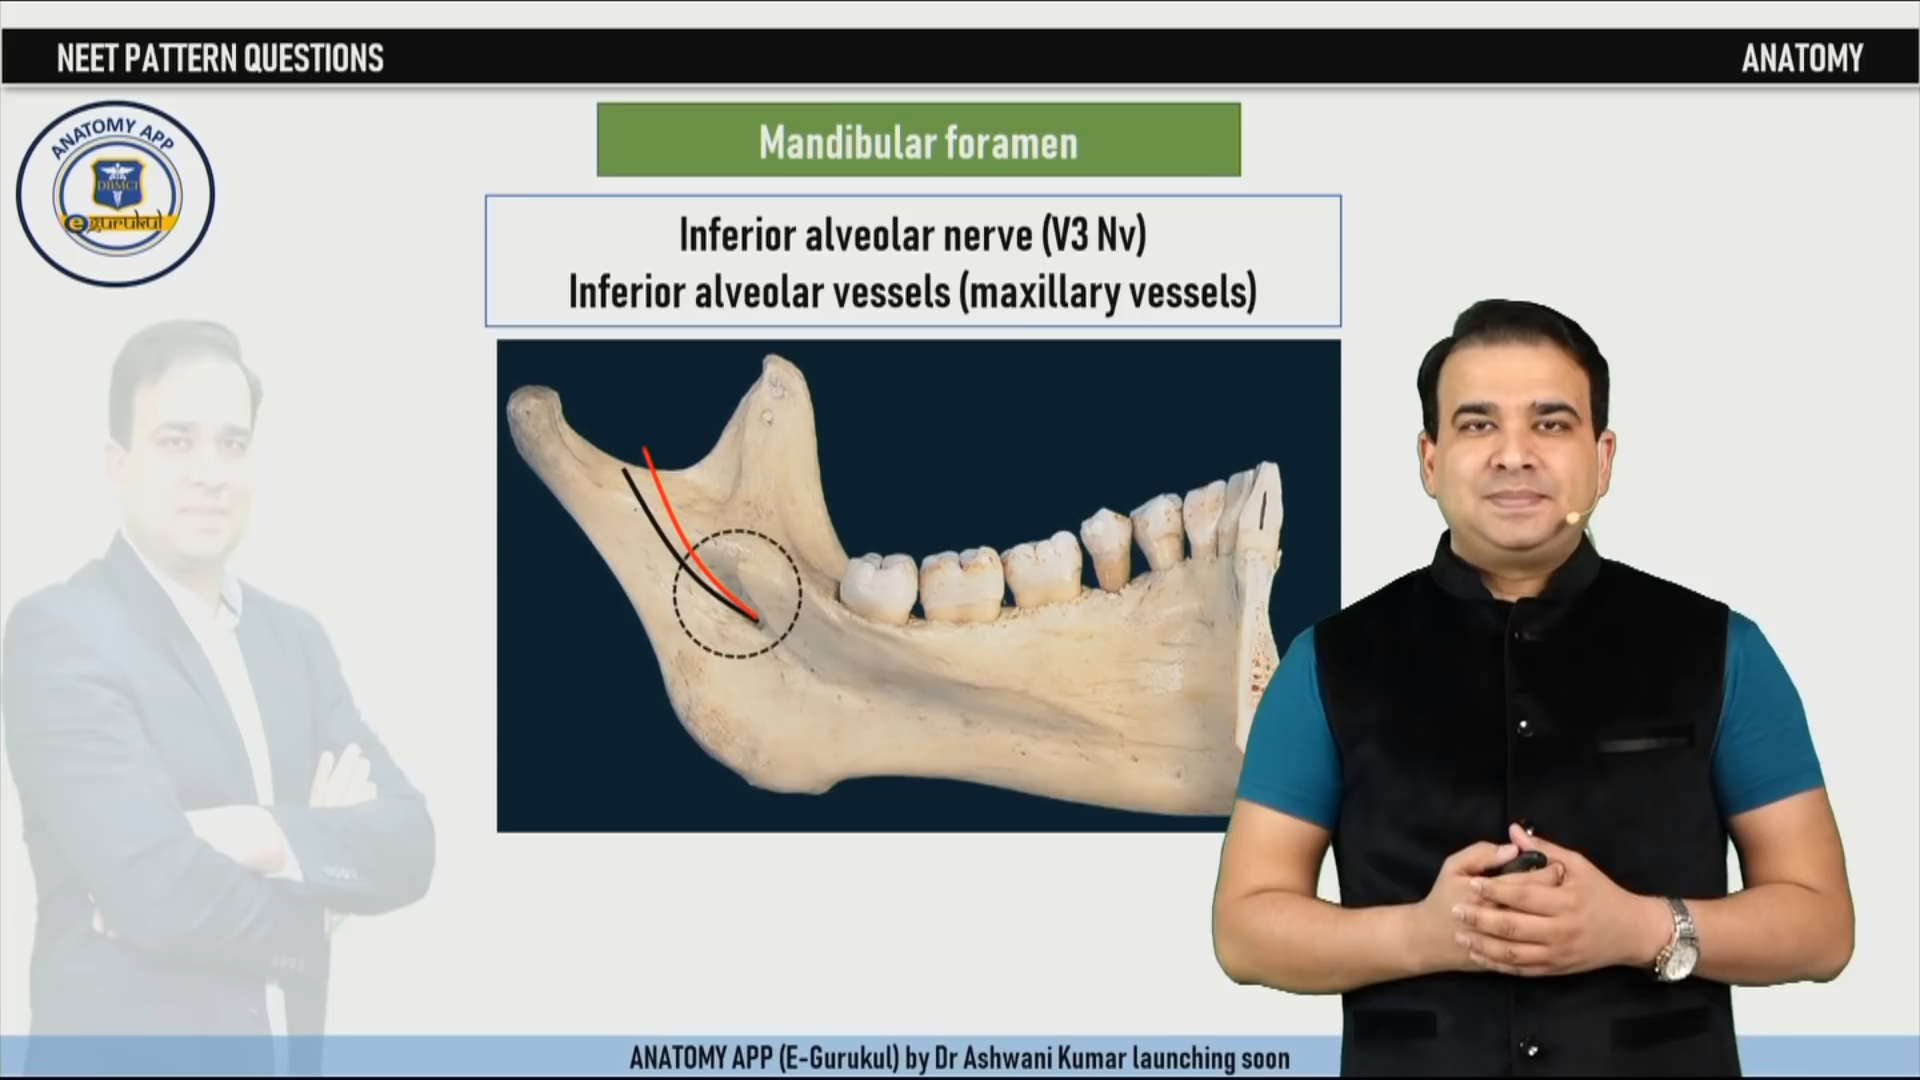 NEET PATTERN QUESTIONS
ANATOMY
ANATOMY APP
DBMCI
egurukul
Mandibular foramen
Inferior alveolar nerve (V3 Nv)
Inferior alveolar vessels (maxillary vessels)
ANATOMY APP (E-Gurukul) by Dr Ashwani Kumar launching soon